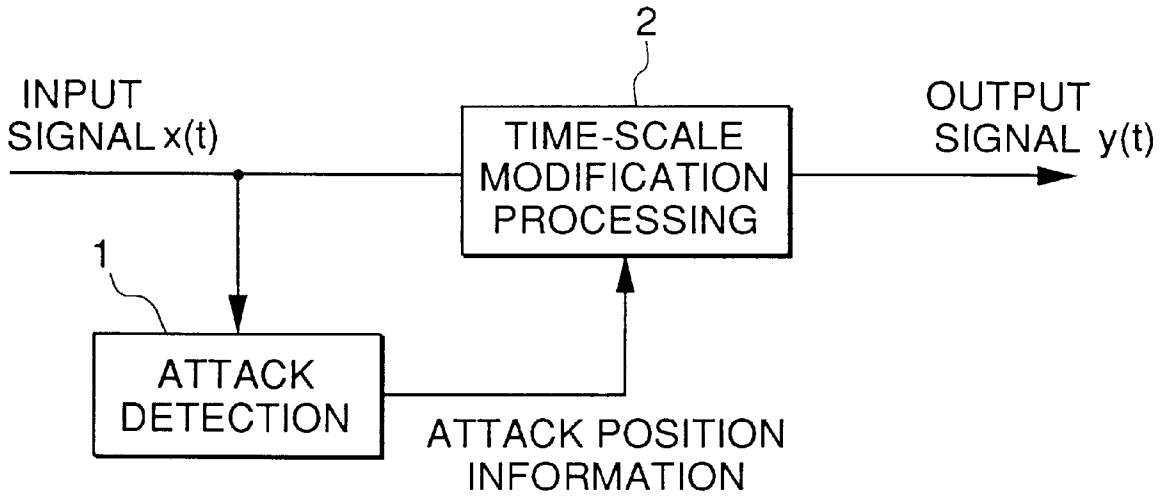 2
INPUT
SIGNAL x(t)
TIME-SCALE
MODIFICATION
PROCESSING
OUTPUT
SIGNAL y(t)
1
ATTACK
DETECTION
ATTACK POSITION
INFORMATION